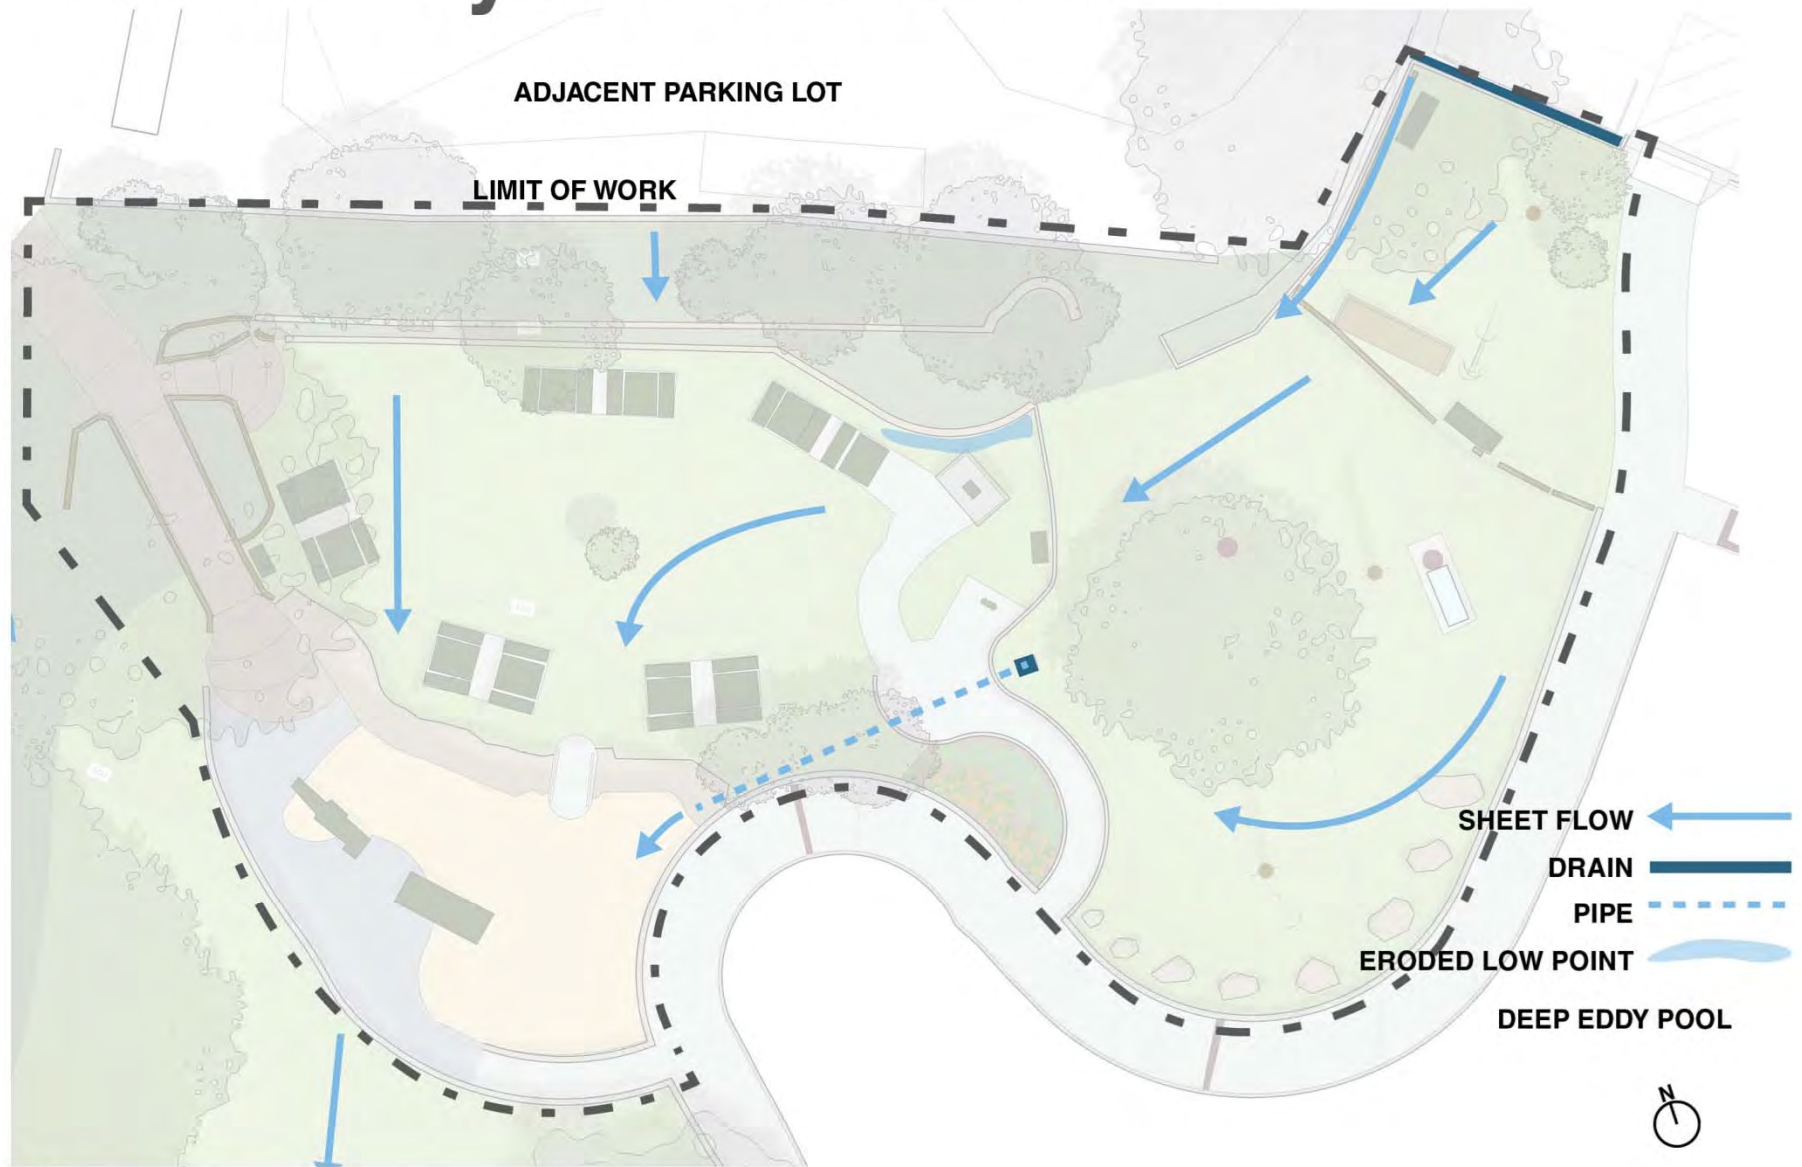 ADJACENT PARKING LOT
LIMIT OF WORK
SHEET FLOW
DRAIN
PIPE
ERODED LOW POINT
DEEP EDDY POOL
N